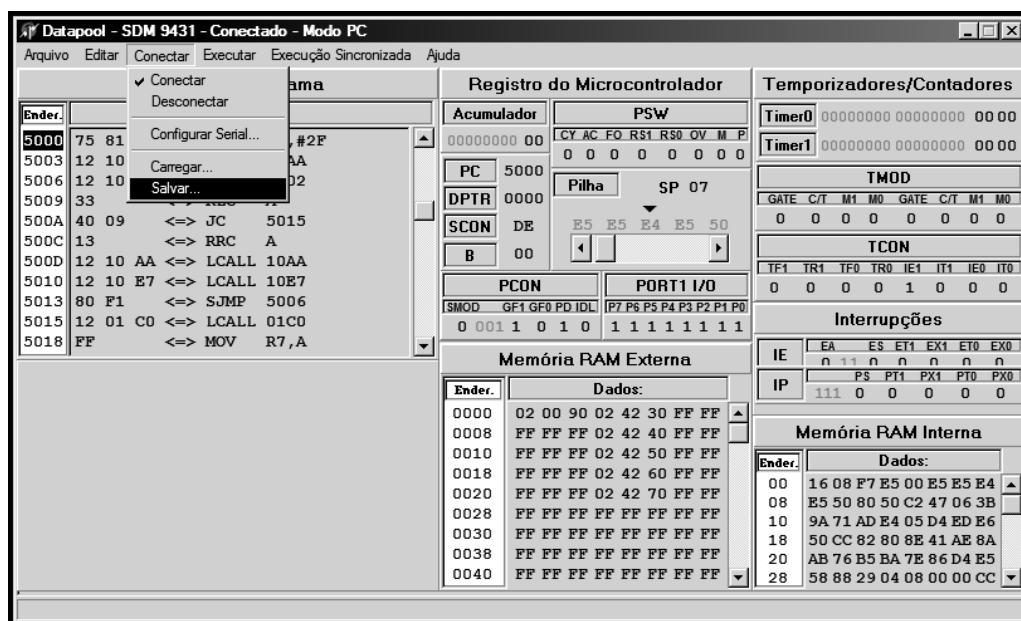 Datapool - SDM 9431 - Conectado - Modo PC
Arquivo Editar Conectar Executar Execução Sincronizada Ajuda
Conectar
Desconectar
Configurar Serial...
Carregar...
Salvar...
ama
Ender.
5000 75 81 ,#2F
5003 12 10 AA
5006 12 10 02
5009 33
500A 40 09 <=> JC 5015
500C 13 <=> RRC A
500D 12 10 AA <=> LCALL 10AA
5010 12 10 E7 <=> LCALL 10E7
5013 80 F1 <=> SJMP 5006
5015 12 01 C0 <=> LCALL 01C0
5018 FF <=> MOV R7,A
Registro do Microcontrolador
Acumulador
00000000 00
PSW
CY AC FO RS1 RS0 OV M P
0 0 0 0 0 0 0 0
PC 5000
DPTR 0000
SCON DE
B 00
Pilha SP 07
E5 E5 E4 E5 50
PCON
SMOD GF1 GF0 PD IDL
0 001 1 0 1 0
PORT1 I/0
P7 P6 P5 P4 P3 P2 P1 P0
1 1 1 1 1 1 1 1
Memória RAM Externa
Ender. Dados:
0000 02 00 90 02 42 30 FF FF
0008 FF FF FF 02 42 40 FF FF
0010 FF FF FF 02 42 50 FF FF
0018 FF FF FF 02 42 60 FF FF
0020 FF FF FF 02 42 70 FF FF
0028 FF FF FF FF FF FF FF FF
0030 FF FF FF FF FF FF FF FF
0038 FF FF FF FF FF FF FF FF
0040 FF FF FF FF FF FF FF FF
Temporizadores/Contadores
Timer0 00000000 00000000 00 00
Timer1 00000000 00000000 00 00
TMOD
GATE C/T M1 M0 GATE C/T M1 M0
0 0 0 0 0 0 0 0
TCON
TF1 TR1 TF0 TR0 IE1 IT1 IE0 IT0
0 0 0 0 1 0 0 0
Interrupções
IE
EA ES ET1 EX1 ET0 EX0
0 11 0 0 0 0 0
IP
PS PT1 PX1 PT0 PX0
111 0 0 0 0 0
Memória RAM Interna
Ender. Dados:
00 16 08 F7 E5 00 E5 E5 E4
08 E5 50 80 50 C2 47 06 3B
10 9A 71 AD E4 05 D4 ED E6
18 50 CC 82 80 8E 41 AE 8A
20 AB 76 B5 BA 7E 86 D4 E5
28 58 88 29 04 08 00 00 CC